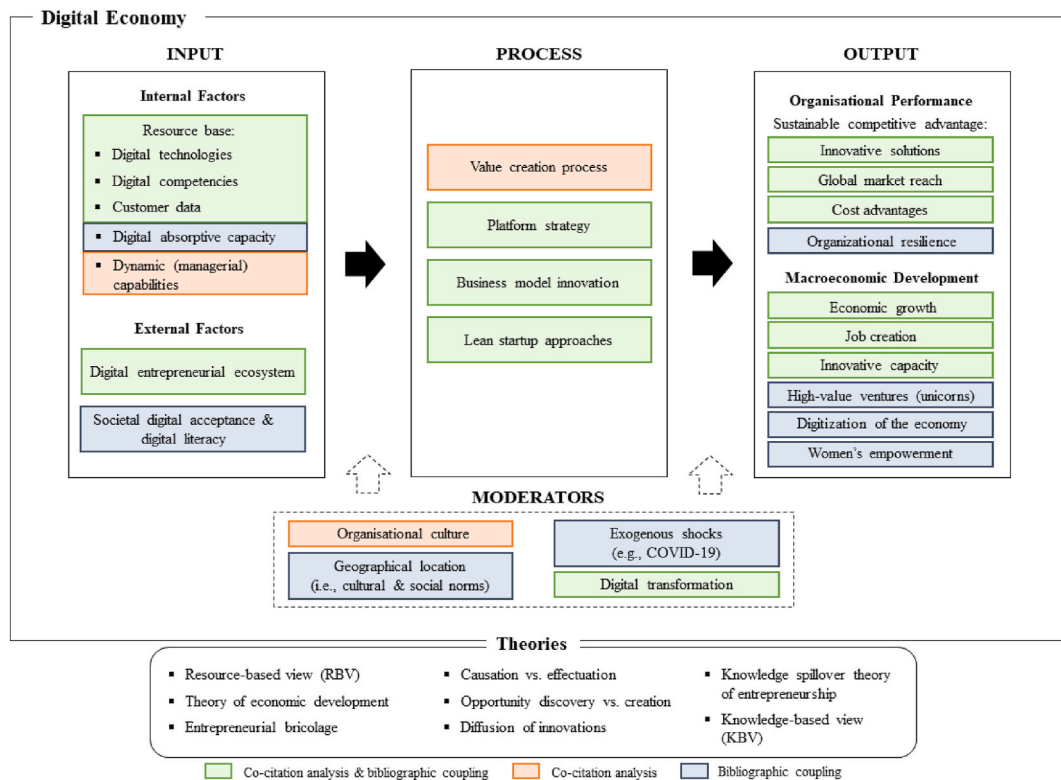 Digital Economy
INPUT
Internal Factors
Resource base:
▪ Digital technologies
▪ Digital competencies
▪ Customer data
▪ Digital absorptive capacity
▪ Dynamic (managerial)
capabilities
External Factors
Digital entrepreneurial ecosystem
Societal digital acceptance &
digital literacy
PROCESS
Value creation process
Platform strategy
Business model innovation
Lean startup approaches
OUTPUT
Organisational Performance
Sustainable competitive advantage:
Innovative solutions
Global market reach
Cost advantages
Organizational resilience
Macroeconomic Development
Economic growth
Job creation
Innovative capacity
High-value ventures (unicorns)
Digitization of the economy
Women's empowerment
MODERATORS
Organisational culture
Geographical location
(i.e., cultural & social norms)
Exogenous shocks
(e.g., COVID-19)
Digital transformation
Theories
▪ Resource-based view (RBV)
▪ Theory of economic development
▪ Entrepreneurial bricolage
▪ Causation vs. effectuation
▪ Opportunity discovery vs. creation
▪ Diffusion of innovations
▪ Knowledge spillover theory
of entrepreneurship
▪ Knowledge-based view
(KBV)
Co-citation analysis & bibliographic coupling
Co-citation analysis
Bibliographic coupling